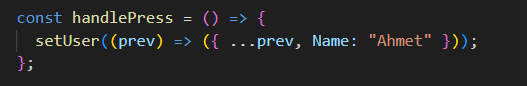 const handlePress = () => {
  setUser((prev) => ({ ...prev, Name: "Ahmet" }));
};